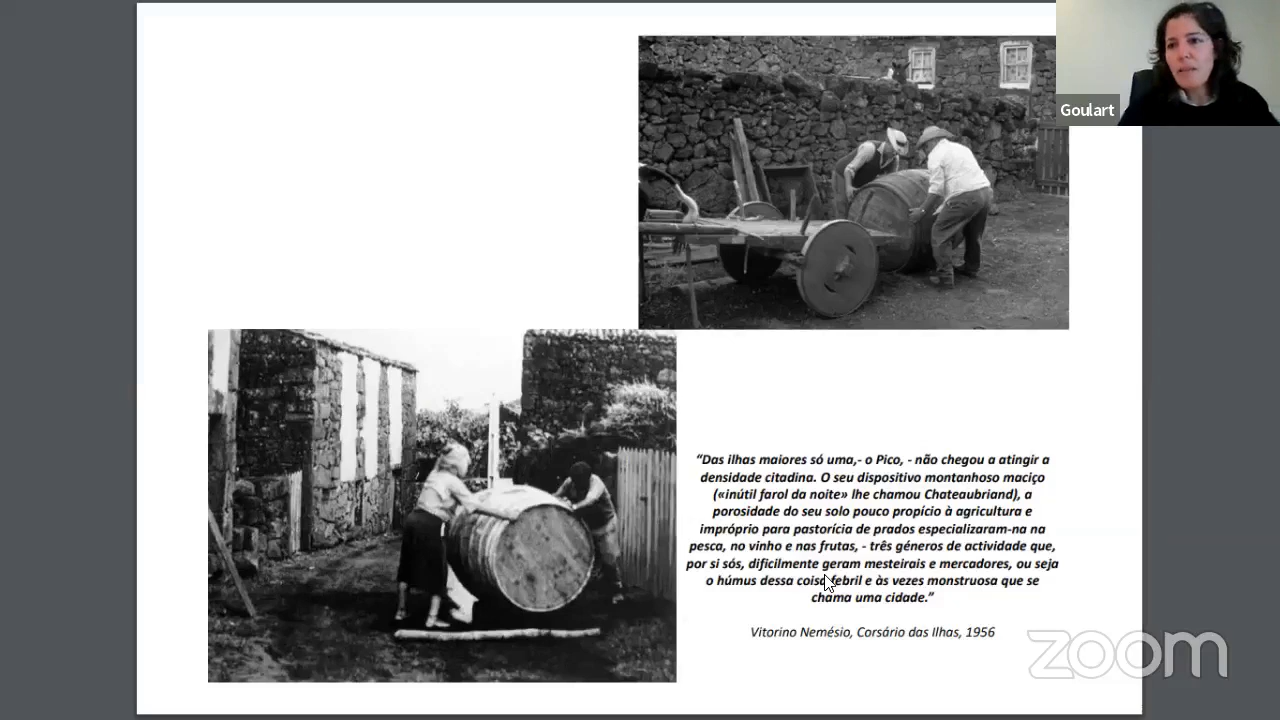 Goulart
“Das ilhas maiores só uma,- o Pico, - não chegou a atingir a
densidade citadina. O seu dispositivo montanhoso maciço
(«inútil farol da noite» lhe chamou Chateaubriand), a
porosidade do seu solo pouco propício à agricultura e
impróprio para pastorícia de prados especializaram-na na
pesca, no vinho e nas frutas, - três géneros de actividade que,
por si sós, dificilmente geram mesteirais e mercadores, ou seja
o húmus dessa coisa febril e às vezes monstruosa que se
chama uma cidade.”
Vitorino Nemésio, Corsário das Ilhas, 1956
zoom